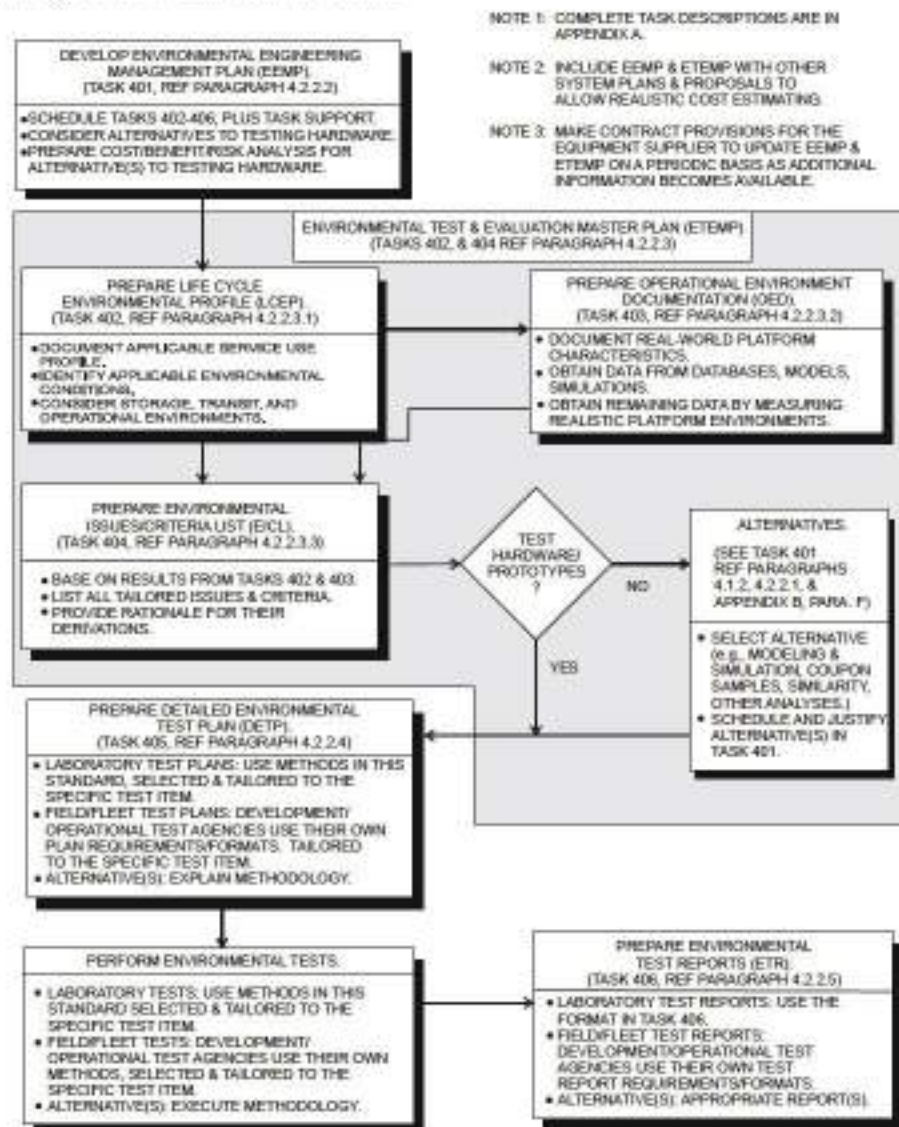 NOTE 1: COMPLETE TASK DESCRIPTIONS ARE IN
APPENDIX A.
NOTE 2: INCLUDE EEMP & ETEMP WITH OTHER
SYSTEM PLANS & PROPOSALS TO
ALLOW REALISTIC COST ESTIMATING.
NOTE 3: MAKE CONTRACT PROVISIONS FOR THE
EQUIPMENT SUPPLIER TO UPDATE EEMP &
ETEMP ON A PERIODIC BASIS AS ADDITIONAL
INFORMATION BECOMES AVAILABLE.
DEVELOP ENVIRONMENTAL ENGINEERING
MANAGEMENT PLAN (EEMP).
(TASK 401, REF PARAGRAPH 4.2.2.2)
•SCHEDULE TASKS 402-406, PLUS TASK SUPPORT.
•CONSIDER ALTERNATIVES TO TESTING HARDWARE.
•PREPARE COST/BENEFIT/RISK ANALYSIS FOR
ALTERNATIVE(S) TO TESTING HARDWARE.
ENVIRONMENTAL TEST & EVALUATION MASTER PLAN (ETEMP)
(TASKS 402, & 404 REF PARAGRAPH 4.2.2.3)
PREPARE LIFE CYCLE
ENVIRONMENTAL PROFILE (LCEP).
(TASK 402, REF PARAGRAPH 4.2.2.3.1)
•DOCUMENT APPLICABLE SERVICE USE
PROFILE.
•IDENTIFY APPLICABLE ENVIRONMENTAL
CONDITIONS.
•CONSIDER STORAGE, TRANSIT, AND
OPERATIONAL ENVIRONMENTS.
PREPARE OPERATIONAL ENVIRONMENT
DOCUMENTATION (OED).
(TASK 403, REF PARAGRAPH 4.2.2.3.2)
• DOCUMENT REAL-WORLD PLATFORM
CHARACTERISTICS.
• OBTAIN DATA FROM DATABASES, MODELS,
SIMULATIONS.
• OBTAIN REMAINING DATA BY MEASURING
REALISTIC PLATFORM ENVIRONMENTS.
PREPARE ENVIRONMENTAL
ISSUES/CRITERIA LIST (EICL).
(TASK 404, REF PARAGRAPH 4.2.2.3.3)
• BASE ON RESULTS FROM TASKS 402 & 403.
• LIST ALL TAILORED ISSUES & CRITERIA.
• PROVIDE RATIONALE FOR THEIR
DERIVATIONS.
TEST
HARDWARE/
PROTOTYPES
?
NO
YES
ALTERNATIVES.
(SEE TASK 401
REF PARAGRAPHS
4.1.2, 4.2.2.1, &
APPENDIX B, PARA. F)
• SELECT ALTERNATIVE
(e.g., MODELING &
SIMULATION, COUPON
SAMPLES, SIMILARITY,
OTHER ANALYSES.)
• SCHEDULE AND JUSTIFY
ALTERNATIVE(S) IN
TASK 401.
PREPARE DETAILED ENVIRONMENTAL
TEST PLAN (DETP).
(TASK 405, REF PARAGRAPH 4.2.2.4)
• LABORATORY TEST PLANS: USE METHODS IN THIS
STANDARD, SELECTED & TAILORED TO THE
SPECIFIC TEST ITEM.
• FIELD/FLEET TEST PLANS: DEVELOPMENT/
OPERATIONAL TEST AGENCIES USE THEIR OWN
PLAN REQUIREMENTS/FORMATS. TAILORED
TO THE SPECIFIC TEST ITEM.
• ALTERNATIVE(S): EXPLAIN METHODOLOGY.
PERFORM ENVIRONMENTAL TESTS.
• LABORATORY TESTS: USE METHODS IN THIS
STANDARD SELECTED & TAILORED TO THE
SPECIFIC TEST ITEM.
• FIELD/FLEET TESTS: DEVELOPMENT/
OPERATIONAL TEST AGENCIES USE THEIR OWN
METHODS, SELECTED & TAILORED TO THE
SPECIFIC TEST ITEM.
• ALTERNATIVE(S): EXECUTE METHODOLOGY.
PREPARE ENVIRONMENTAL
TEST REPORTS (ETR).
(TASK 406, REF PARAGRAPH 4.2.2.5)
• LABORATORY TEST REPORTS: USE THE
FORMAT IN TASK 406.
• FIELD/FLEET TEST REPORTS:
DEVELOPMENT/OPERATIONAL TEST
AGENCIES USE THEIR OWN TEST
REPORT REQUIREMENTS/FORMATS.
• ALTERNATIVE(S): APPROPRIATE REPORT(S).